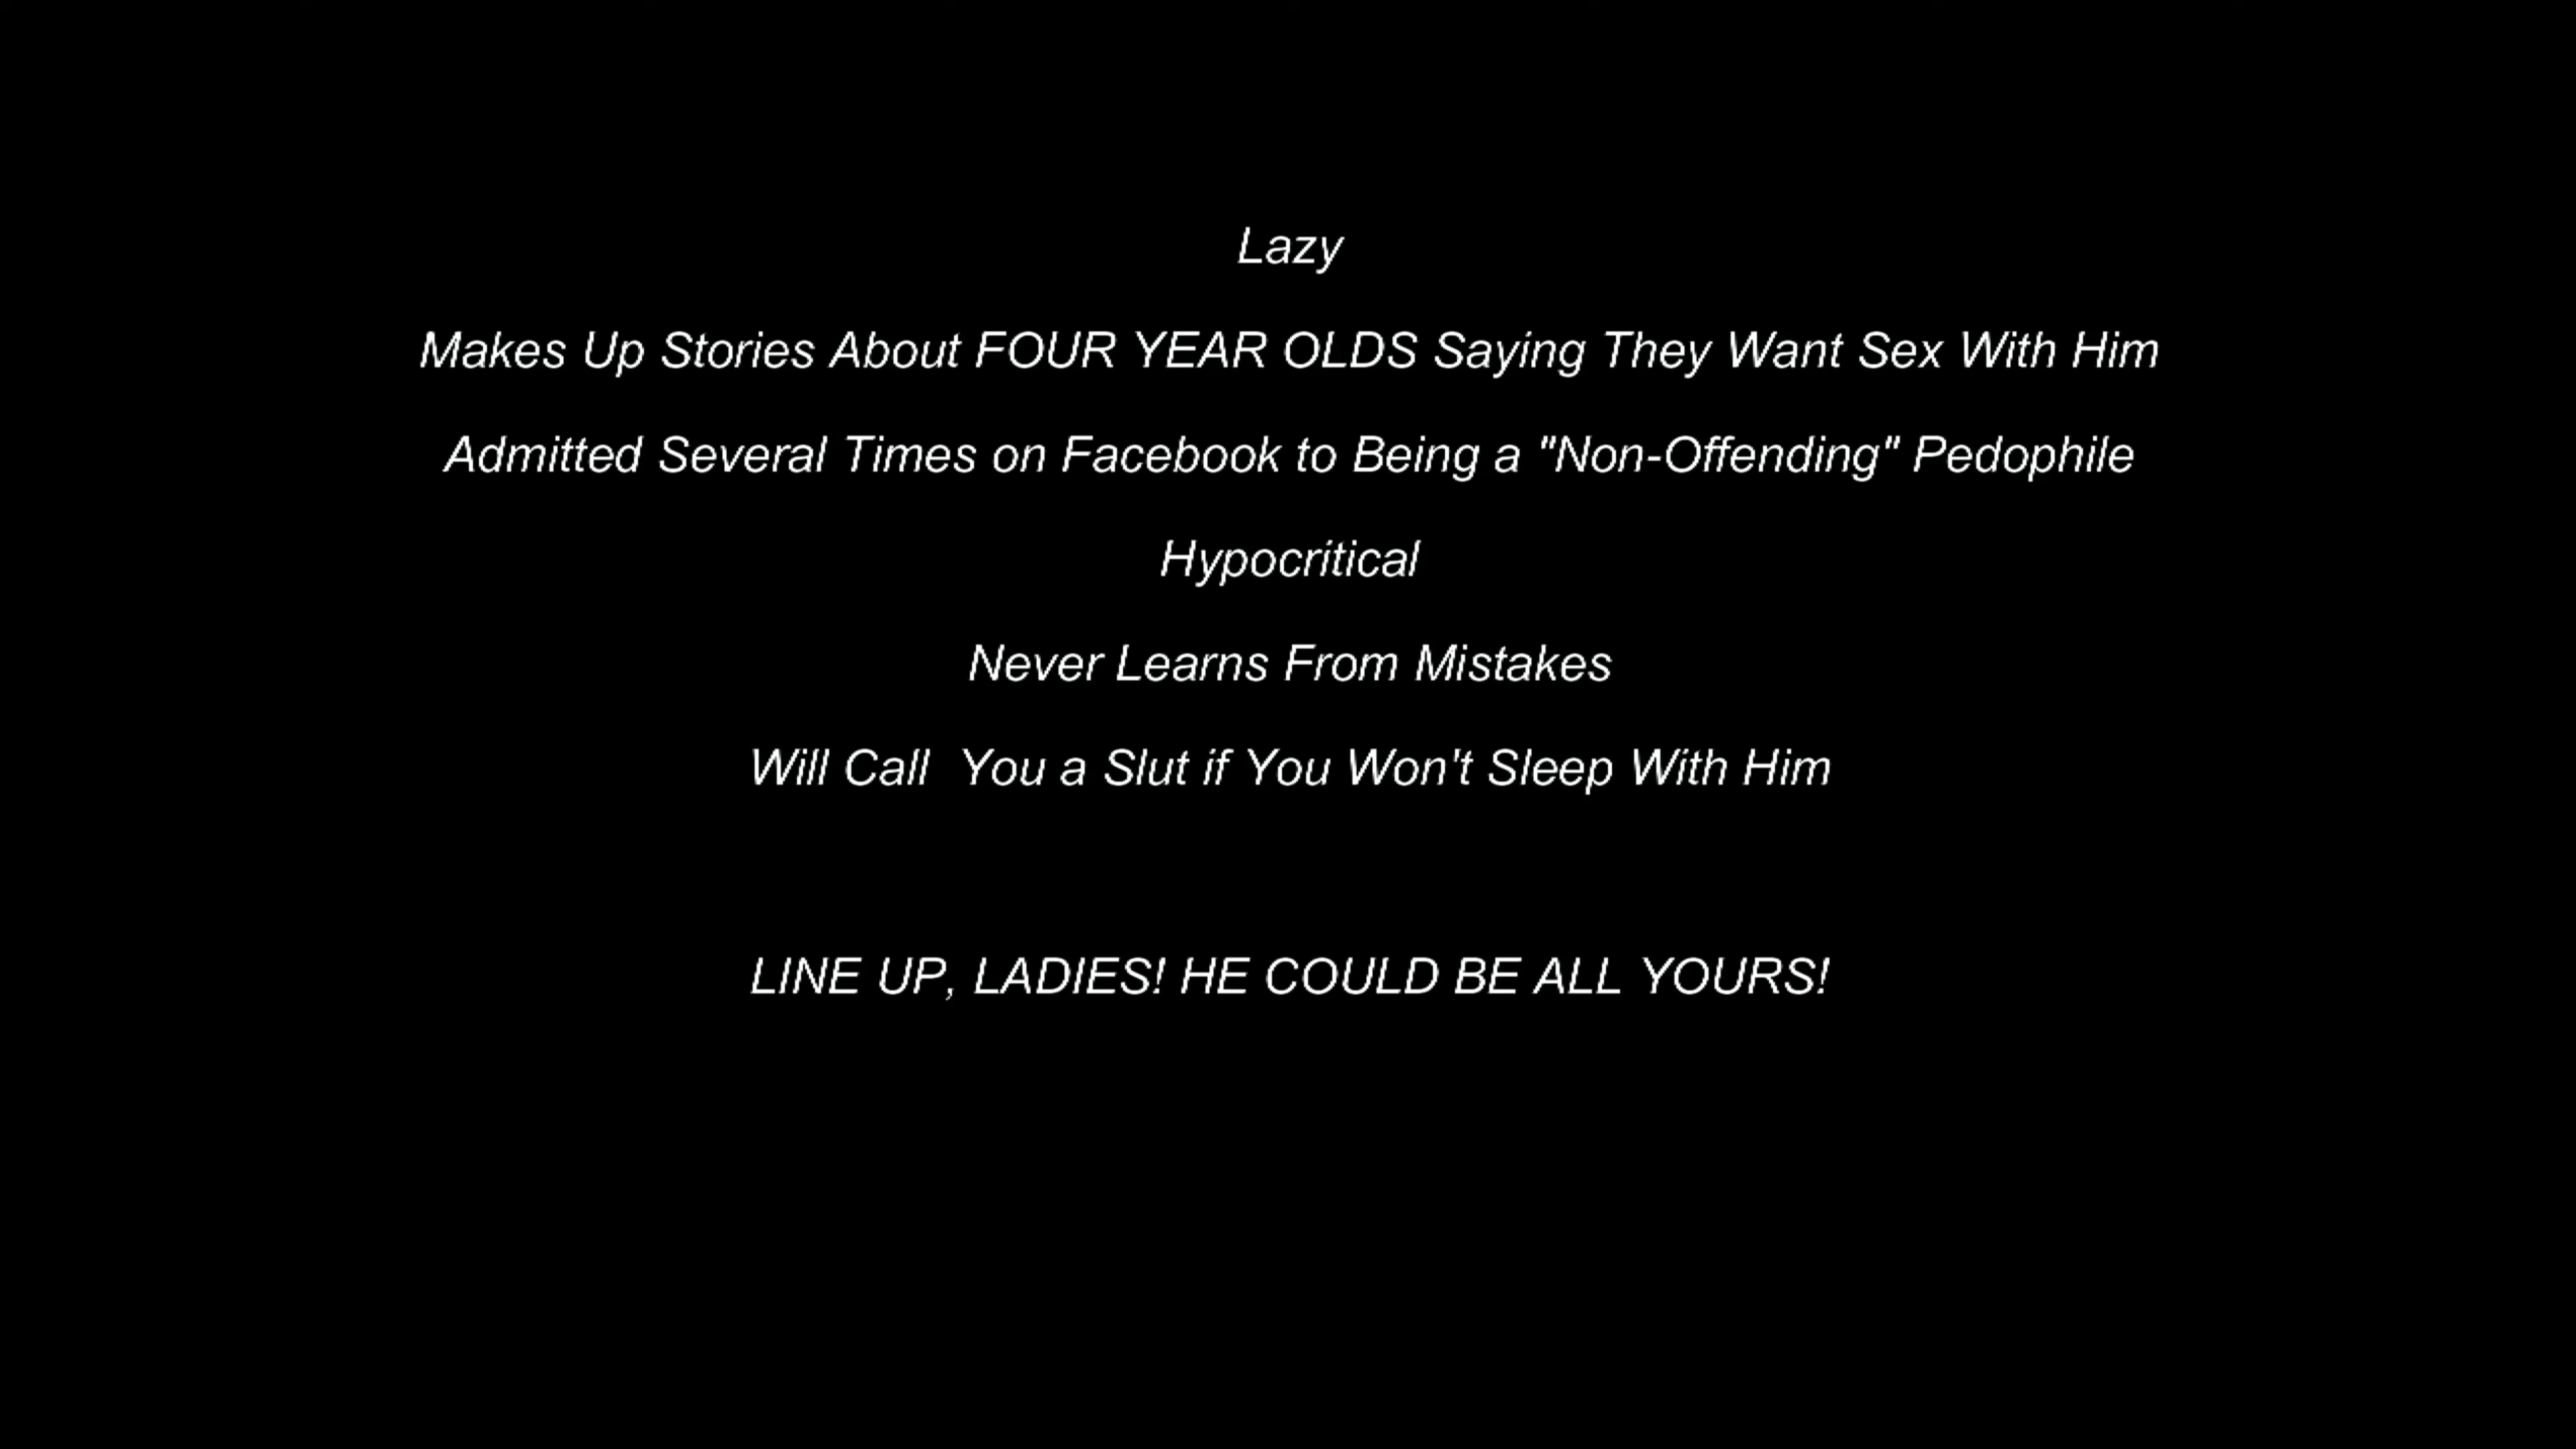 Lazy
Makes Up Stories About FOUR YEAR OLDS Saying They Want Sex With Him
Admitted Several Times on Facebook to Being a "Non-Offending" Pedophile
Hypocritical
Never Learns From Mistakes
Will Call  You a Slut if You Won't Sleep With Him
LINE UP, LADIES! HE COULD BE ALL YOURS!